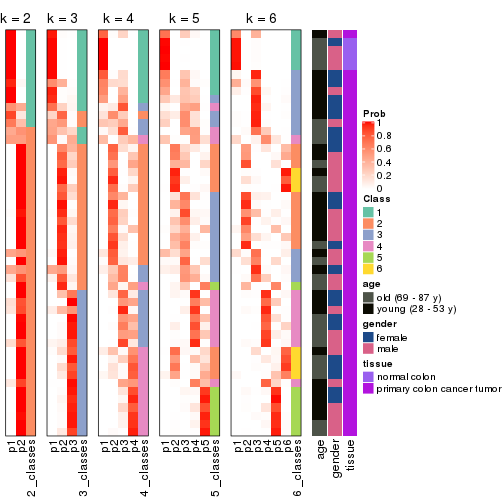 k = 2 k = 3 k = 4 k = 5 k = 6
Prob
1
0.8
0.6
0.4
0.2
0
Class
1
2
3
4
5
6
age
old (69 - 87 y)
young (28 - 53 y)
gender
female
male
tissue
normal colon
primary colon cancer tumor
p1 p2 2_classes p1 p2 p3 3_classes p1 p2 p3 p4 4_classes p1 p2 p3 p4 p5 5_classes p1 p2 p3 p4 p5 p6 6_classes age gender tissue